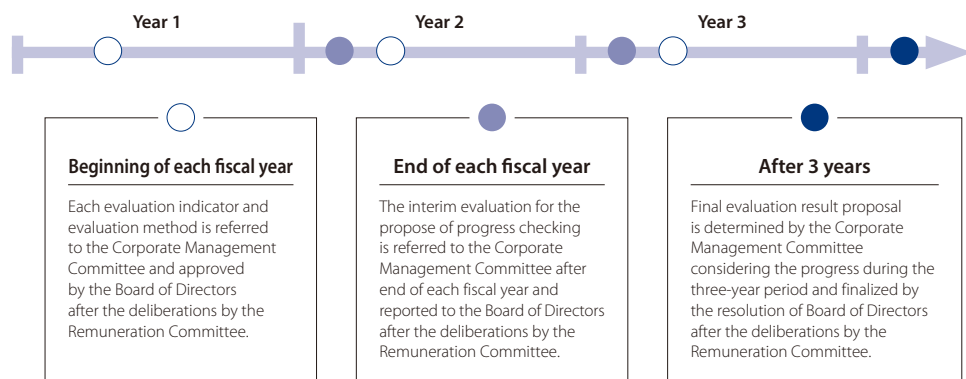 Year 1
Year 2
Year 3
Beginning of each fiscal year
Each evaluation indicator and
evaluation method is referred
to the Corporate Management
Committee and approved
by the Board of Directors
after the deliberations by the
Remuneration Committee.
End of each fiscal year
The interim evaluation for the
propose of progress checking
is referred to the Corporate
Management Committee after
end of each fiscal year and
reported to the Board of Directors
after the deliberations by the
Remuneration Committee.
After 3 years
Final evaluation result proposal
is determined by the Corporate
Management Committee
considering the progress during the
three-year period and finalized by
the resolution of Board of Directors
after the deliberations by the
Remuneration Committee.